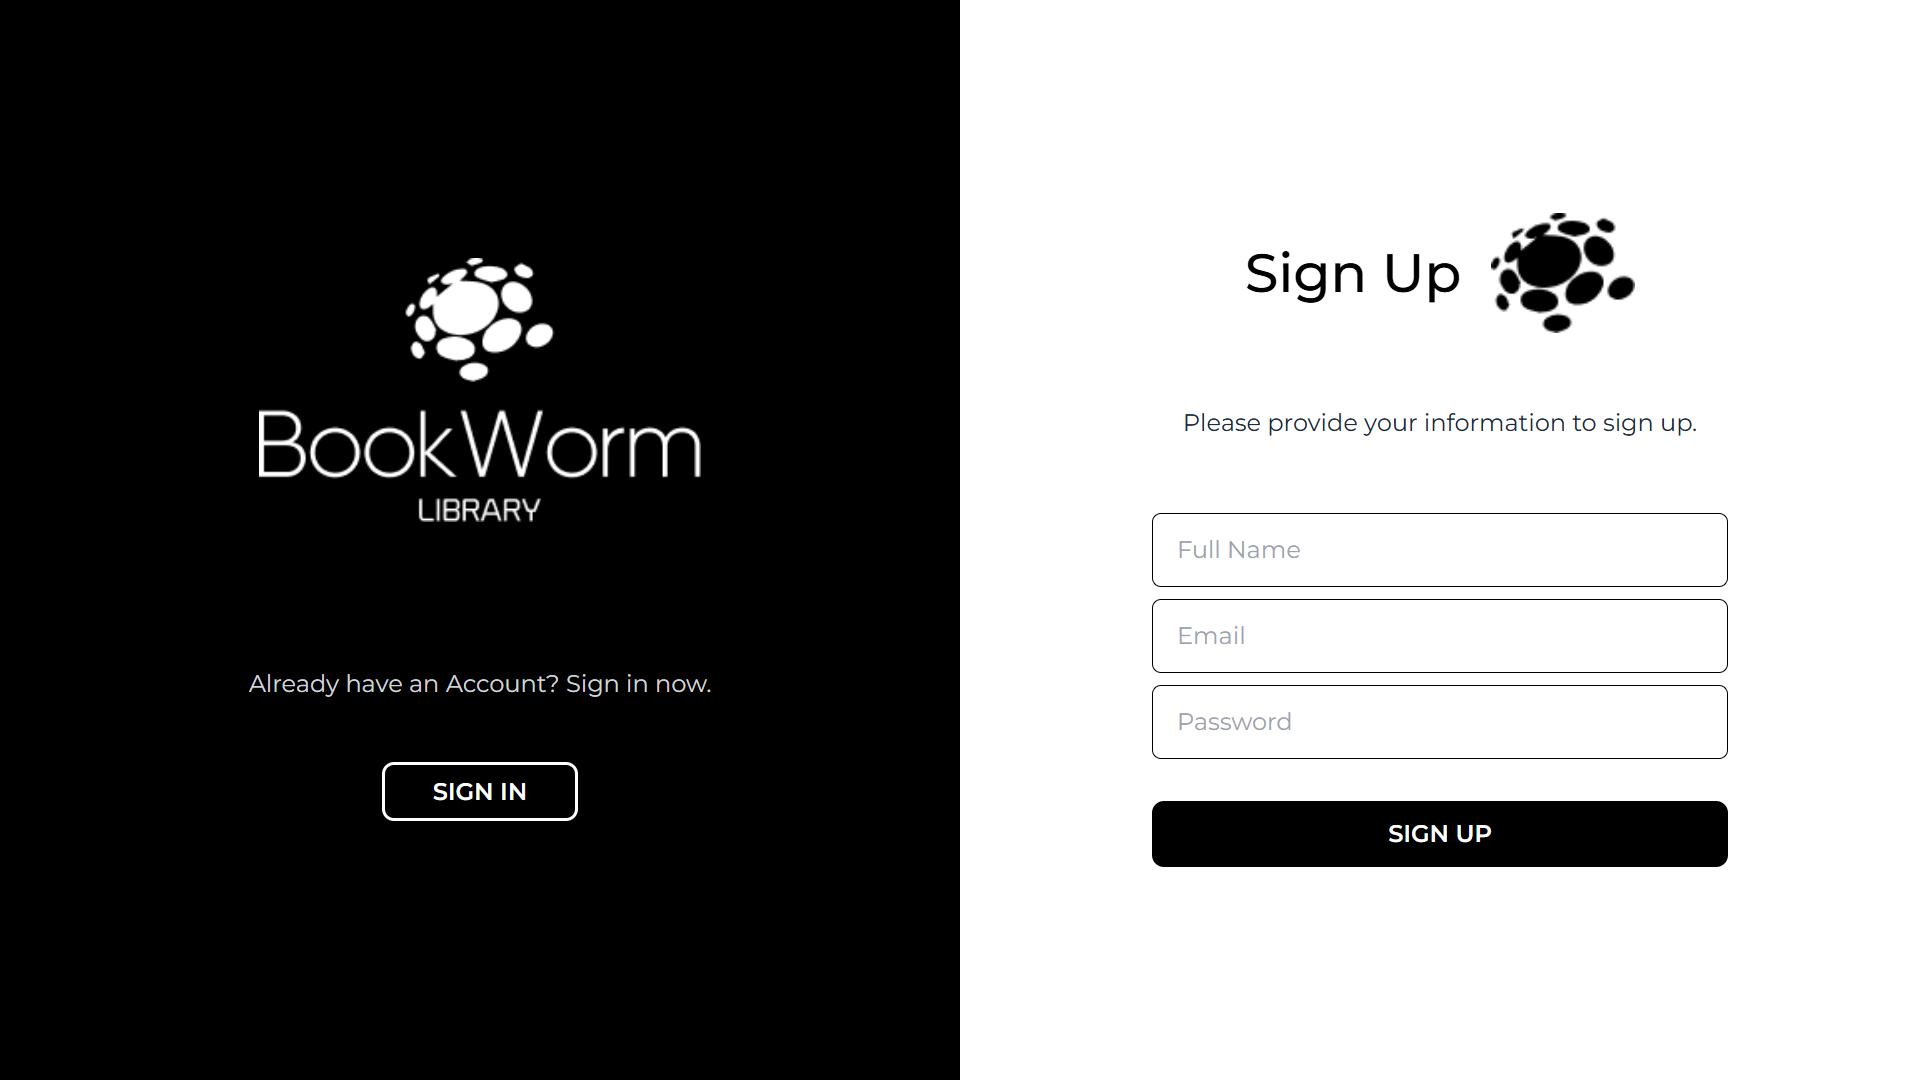 BookWorm
LIBRARY
Already have an Account? Sign in now.
SIGN IN
Sign Up
Please provide your information to sign up.
Full Name
Email
Password
SIGN UP